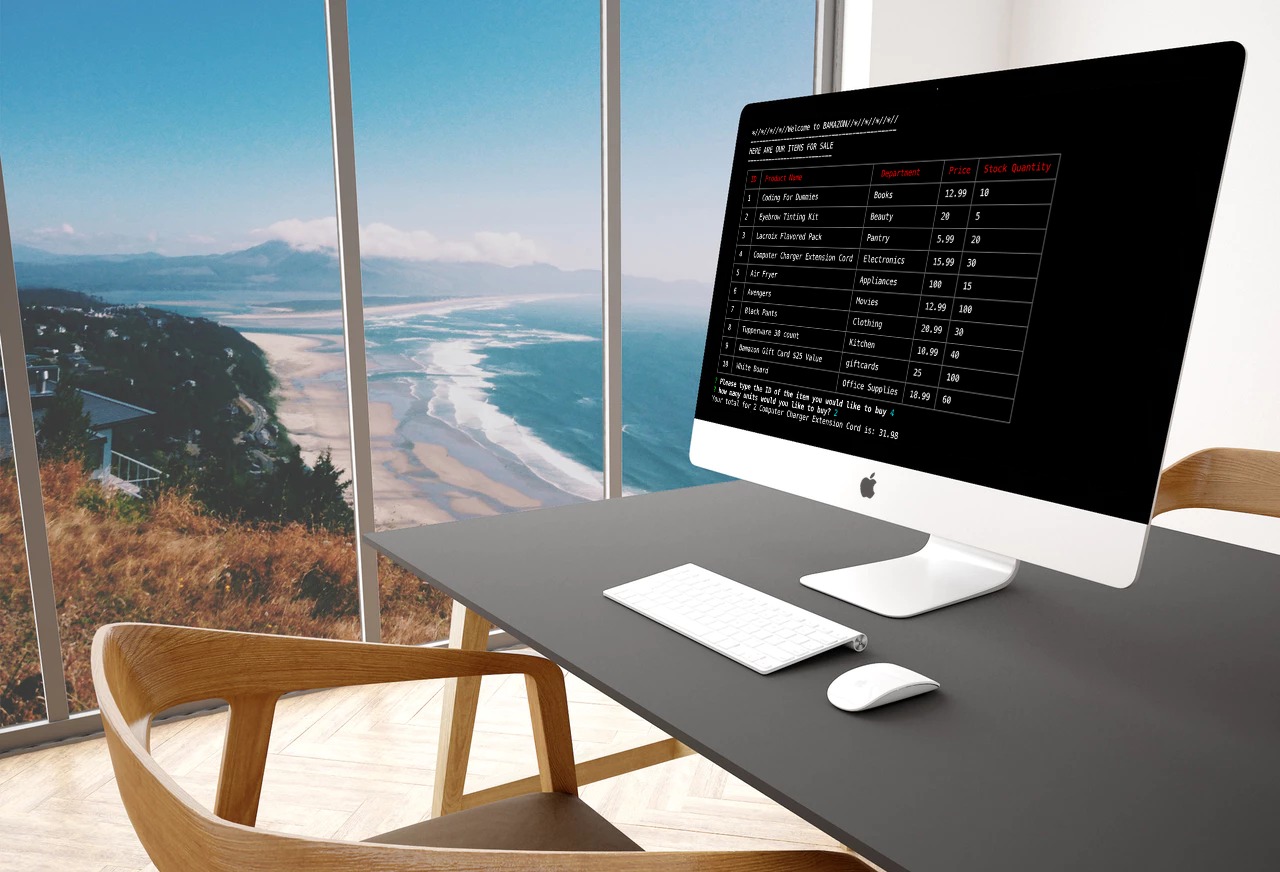 *//*//*//*//Welcome to BAMAZON//*//*//*//*//
HERE ARE OUR ITEMS FOR SALE
ID Product Name Department Price Stock Quantity
1 Coding For Dummies Books 12.99 10
2 Eyebrow Tinting Kit Beauty 20 5
3 Lacroix Flavored Pack Pantry 5.99 20
4 Computer Charger Extension Cord Electronics 15.99 30
5 Air Fryer Appliances 100 15
6 Avengers Movies 12.99 100
7 Black Pants Clothing 20.99 30
8 Tupperware 30 count Kitchen 10.99 40
9 Bamazon Gift Card $25 Value giftcards 25 100
10 White Board Office Supplies 10.99 60
? Please type the ID of the item you would like to buy 4
? How many units would you like to buy? 2
Your total for 2 Computer Charger Extension Cord is: 31.98